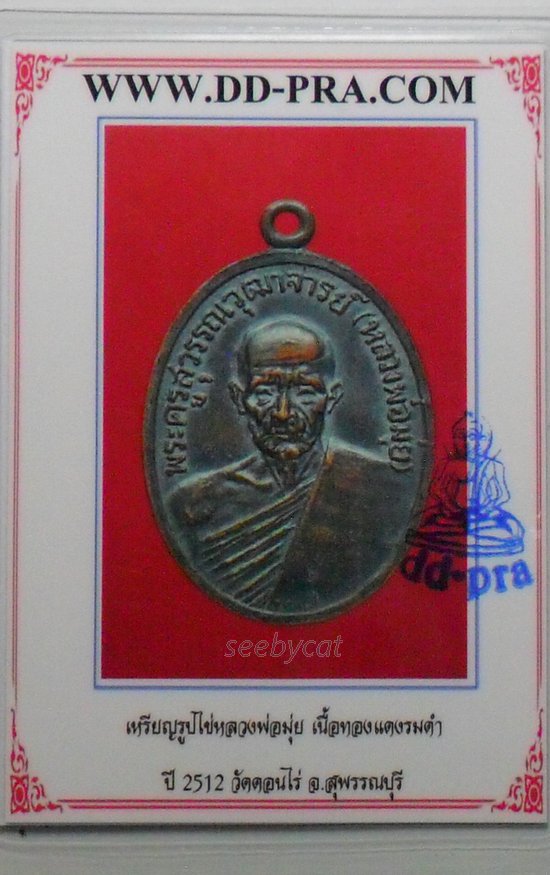 WWW.DD-PRA.COM
พระครูสุวรรณวุฒาจารย์ (หลวงพ่อมุ่ย)
dd-pra
seebycat
เหรียญรูปไข่หลวงพ่อมุ่ย เนื้อทองแดงรมดำ
ปี 2512 วัดดอนไร่ จ.สุพรรณบุรี